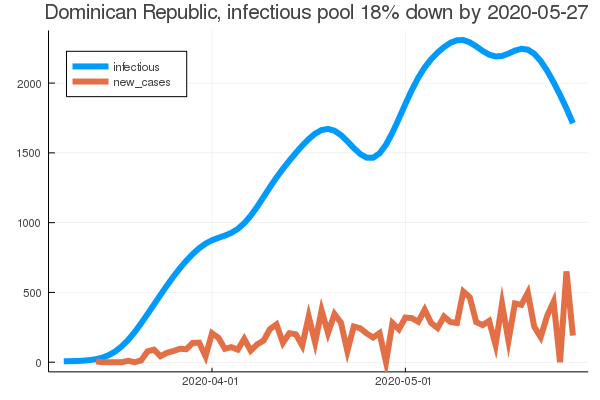 Dominican Republic, infectious pool 18% down by 2020-05-27
infectious
new_cases
2000
1500
1000
500
0
2020-04-01
2020-05-01